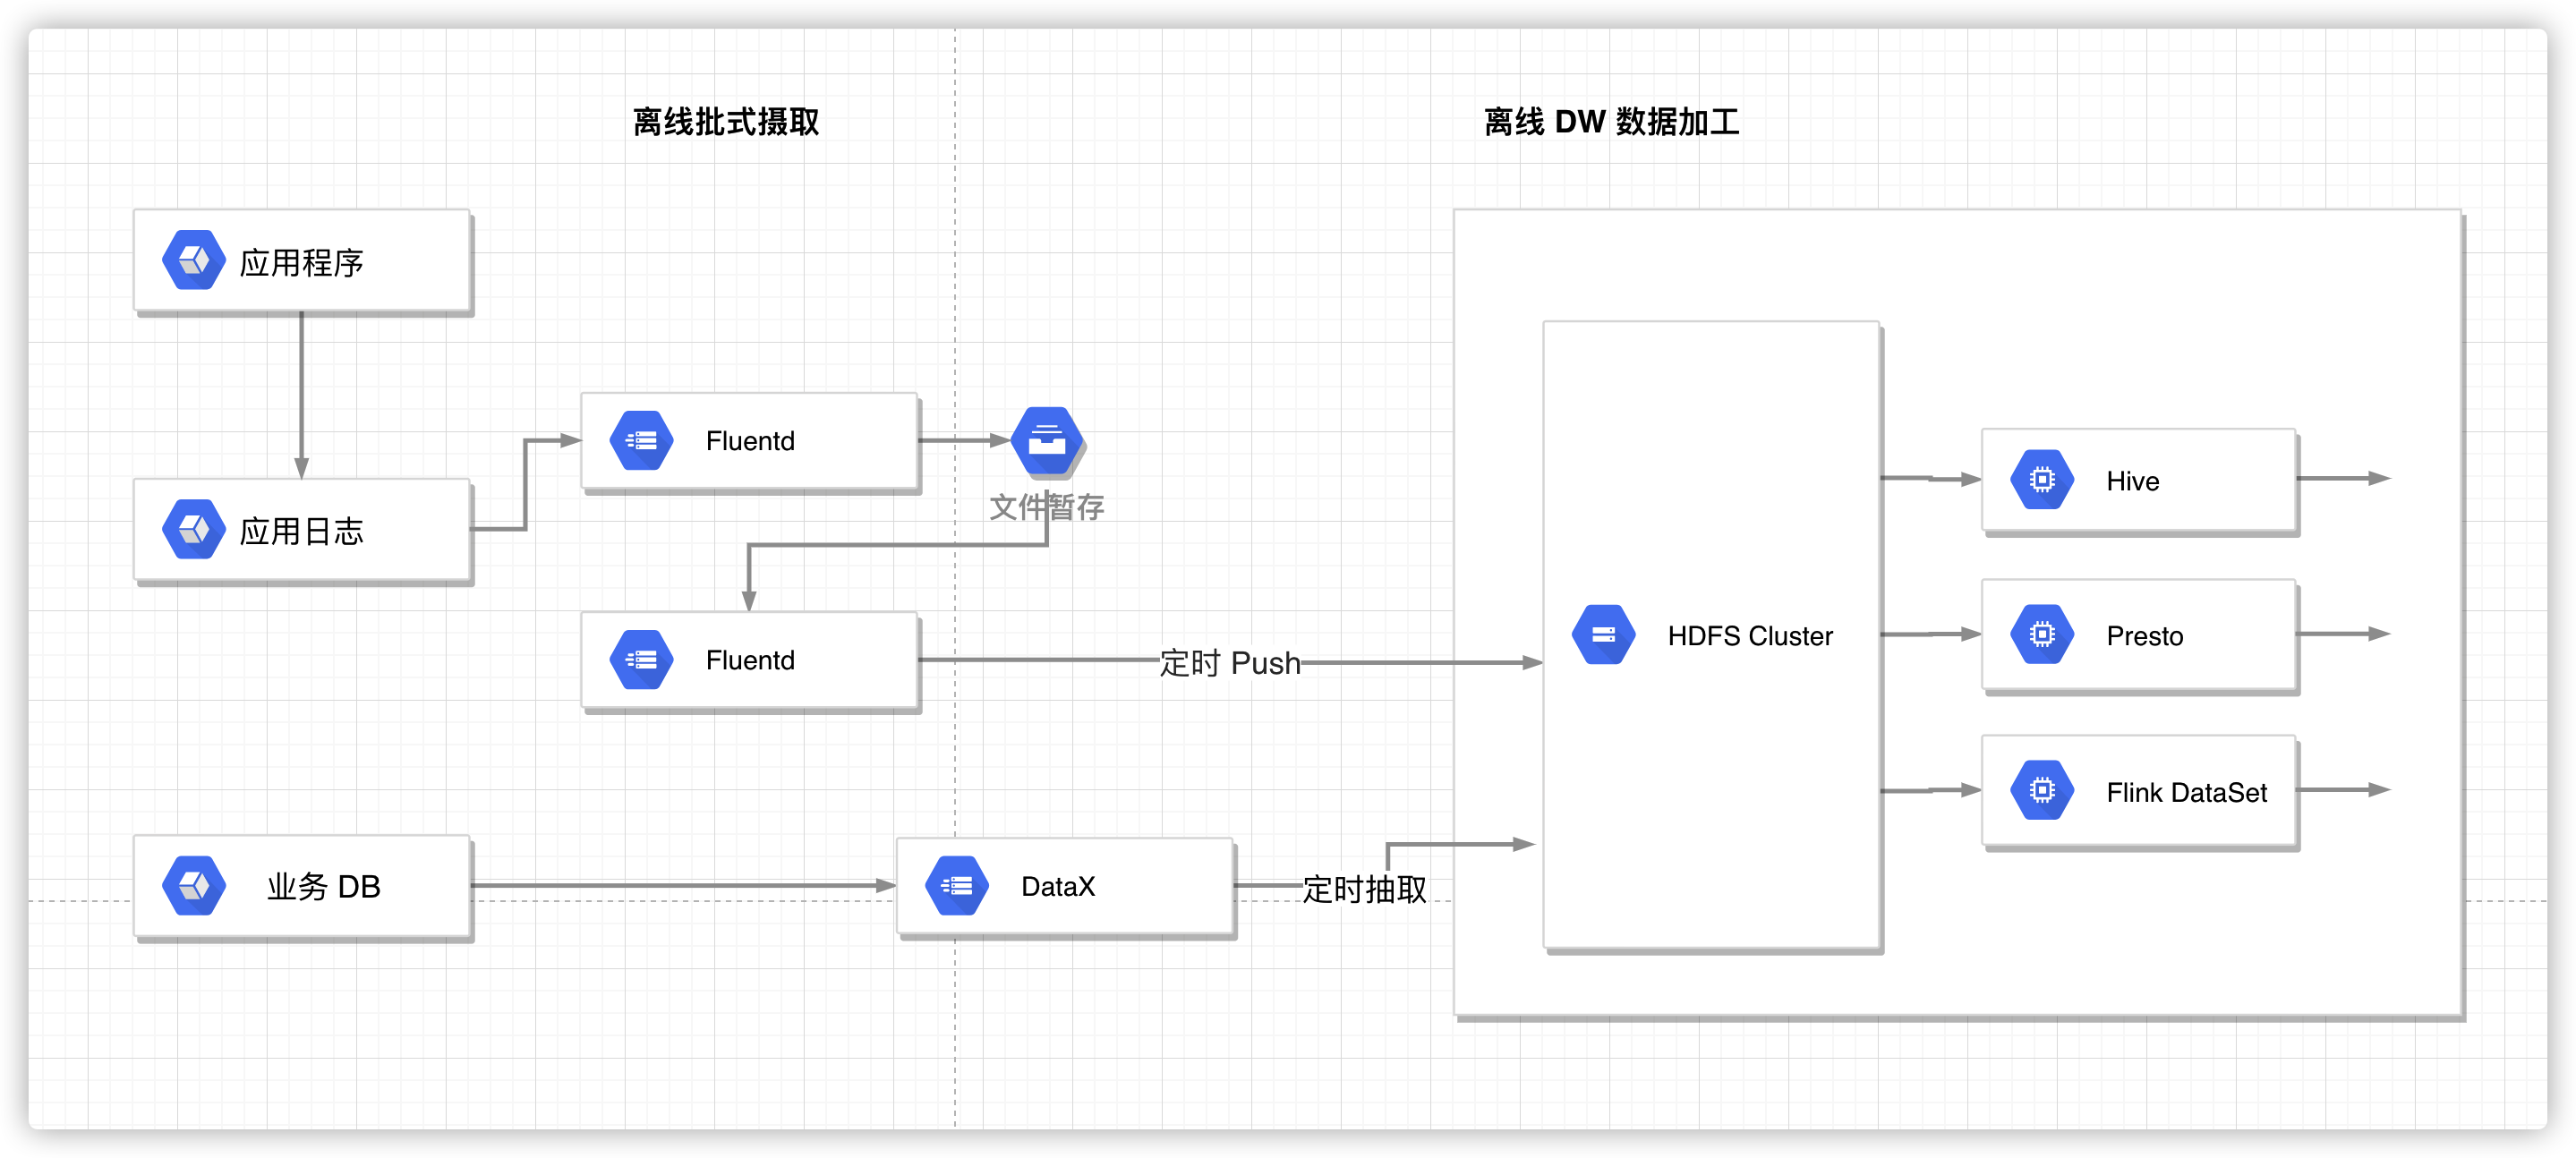 离线批式摄取
离线 DW 数据加工
应用程序
应用日志
Fluentd
文件暂存
Fluentd
定时 Push
业务 DB
DataX
定时抽取
HDFS Cluster
Hive
Presto
Flink DataSet